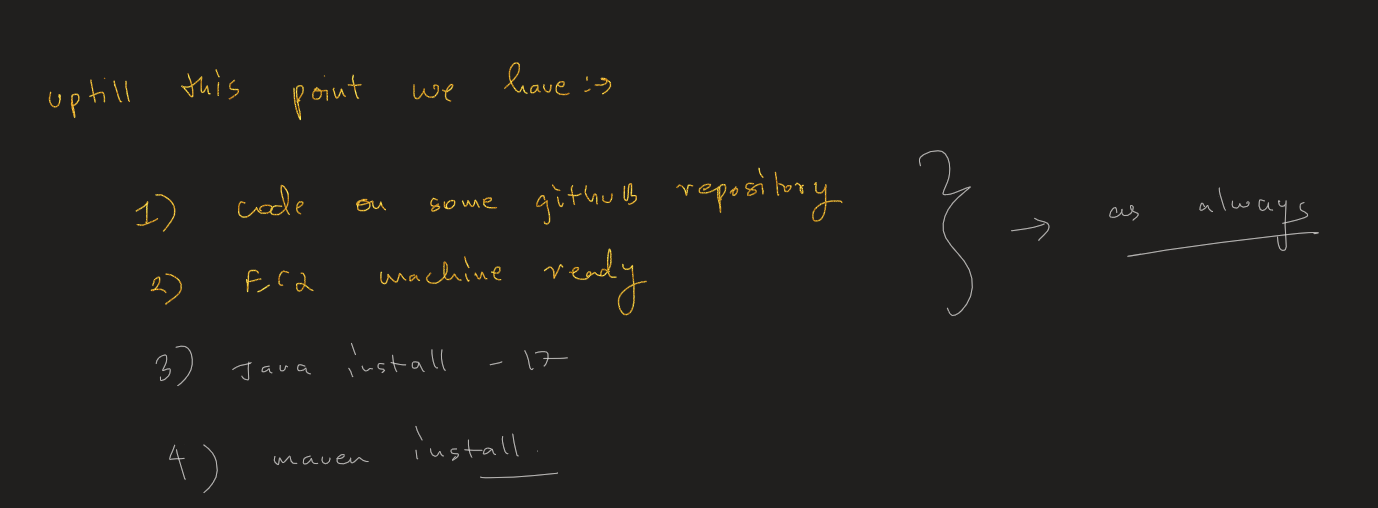 uptill this point we have :→
1) code on some github repository
2) EC2 machine ready
→ as always
3) Java install - 17
4) maven install.